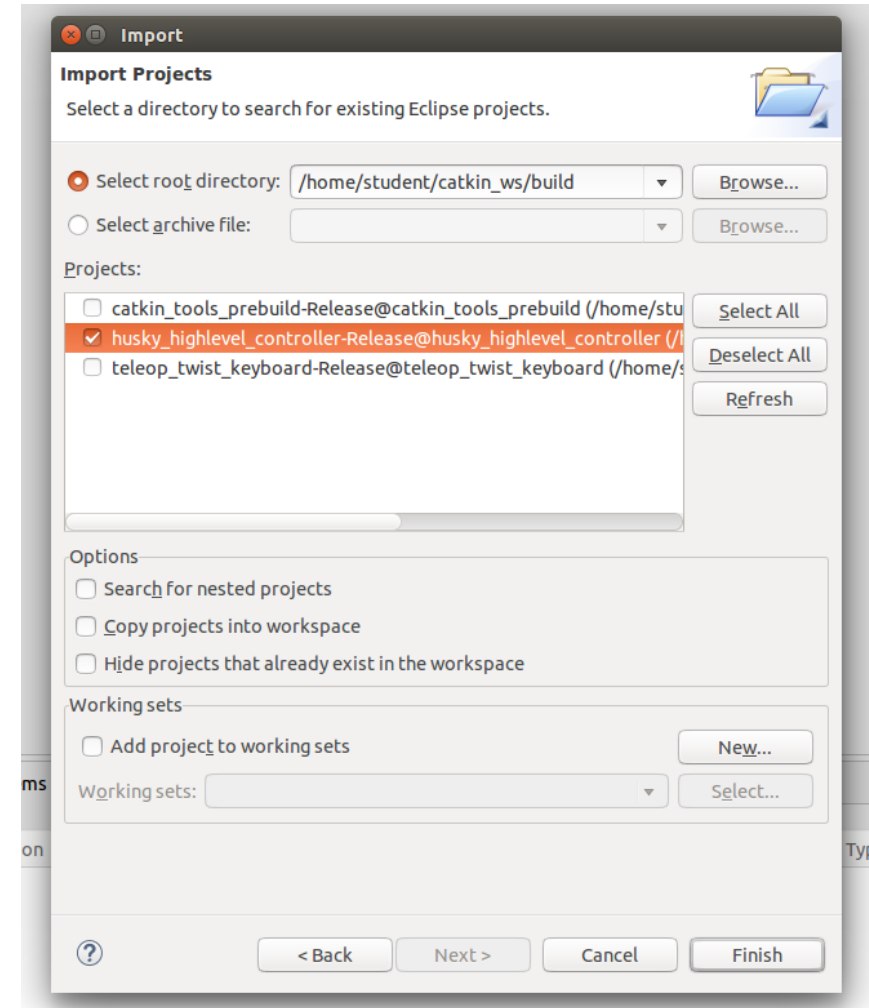 Import
Import Projects
Select a directory to search for existing Eclipse projects.
Select root directory: /home/student/catkin_ws/build Browse...
Select archive file: Browse...
Projects:
catkin_tools_prebuild-Release@catkin_tools_prebuild (/home/stu
Select All
husky_highlevel_controller-Release@husky_highlevel_controller (/
Deselect All
teleop_twist_keyboard-Release@teleop_twist_keyboard (/home/
Refresh
Options
Search for nested projects
Copy projects into workspace
Hide projects that already exist in the workspace
Working sets
Add project to working sets New...
ms
Working sets: Select...
on
Typ
? < Back Next > Cancel Finish